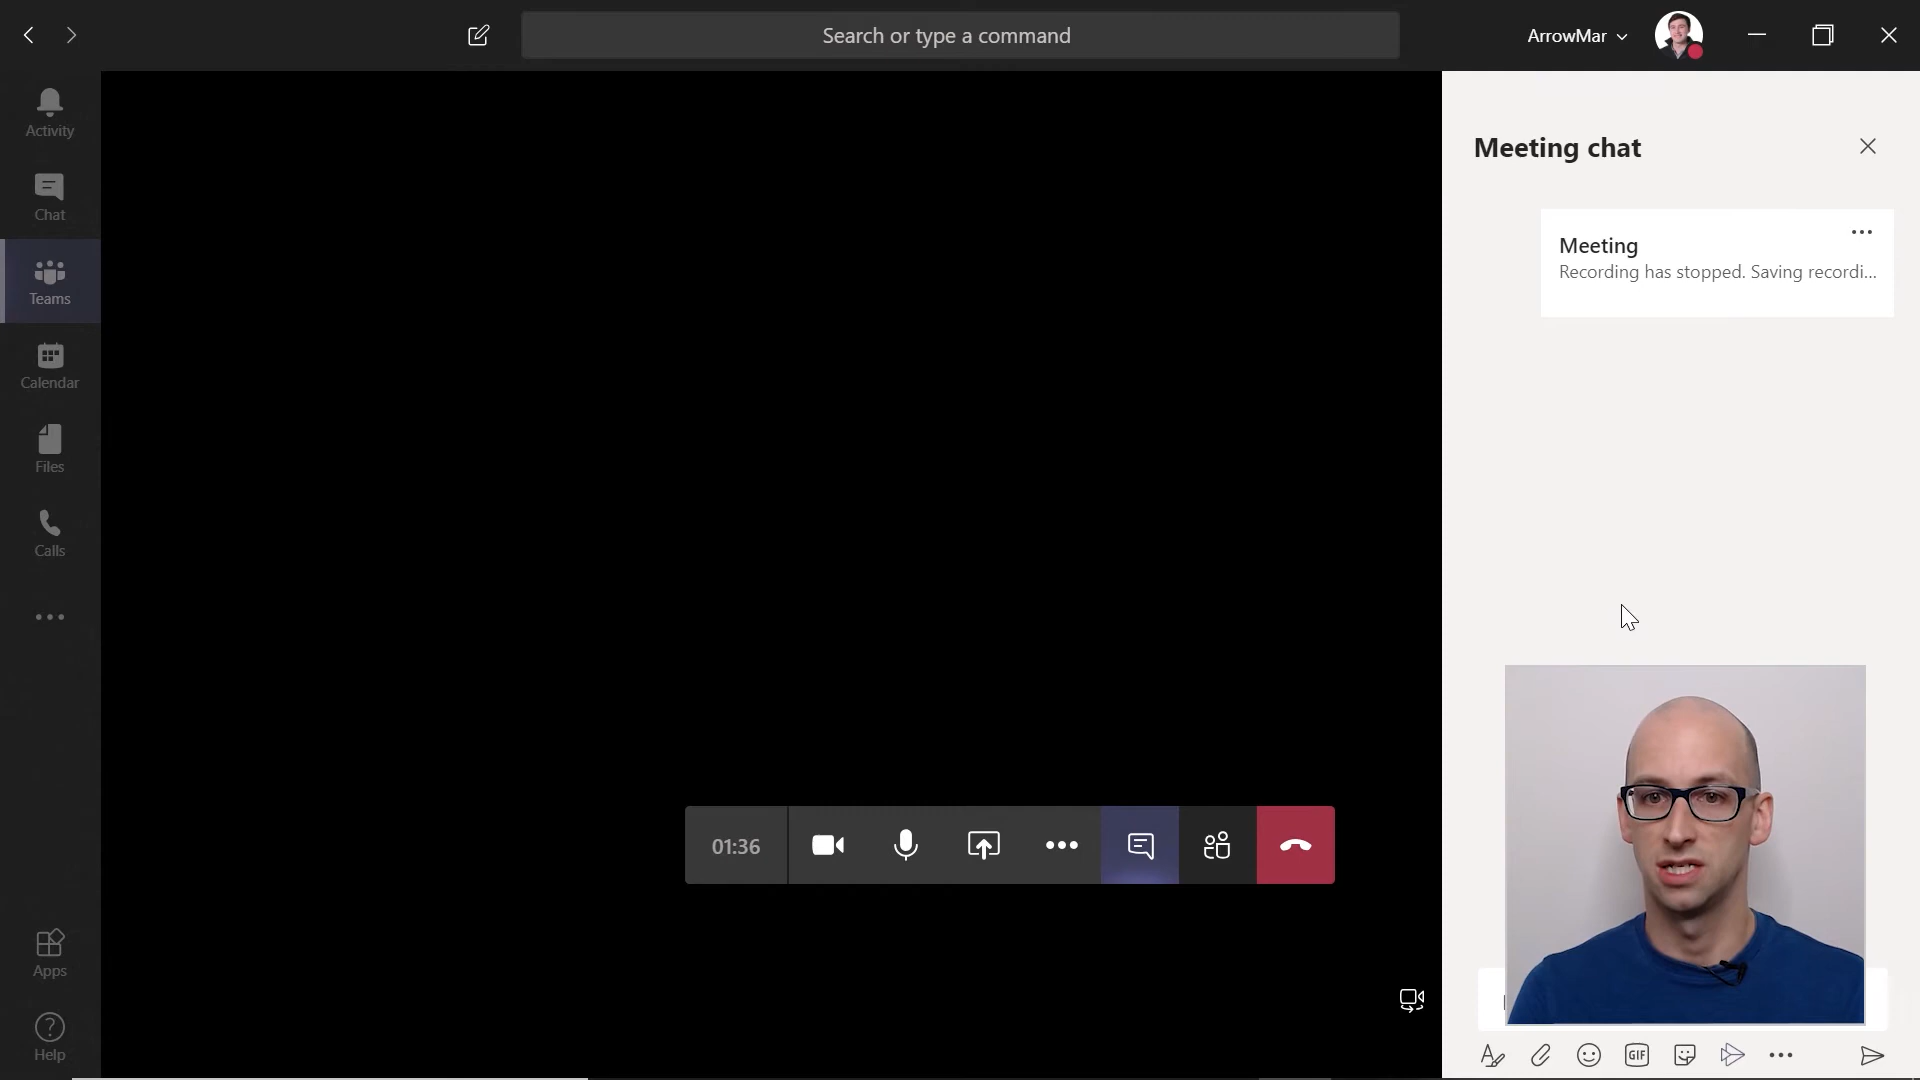 Search or type a command
ArrowMar
Activity
Chat
Teams
Calendar
Files
Calls
Apps
Help
Meeting chat
Meeting
Recording has stopped. Saving recordi...
01:36
GIF